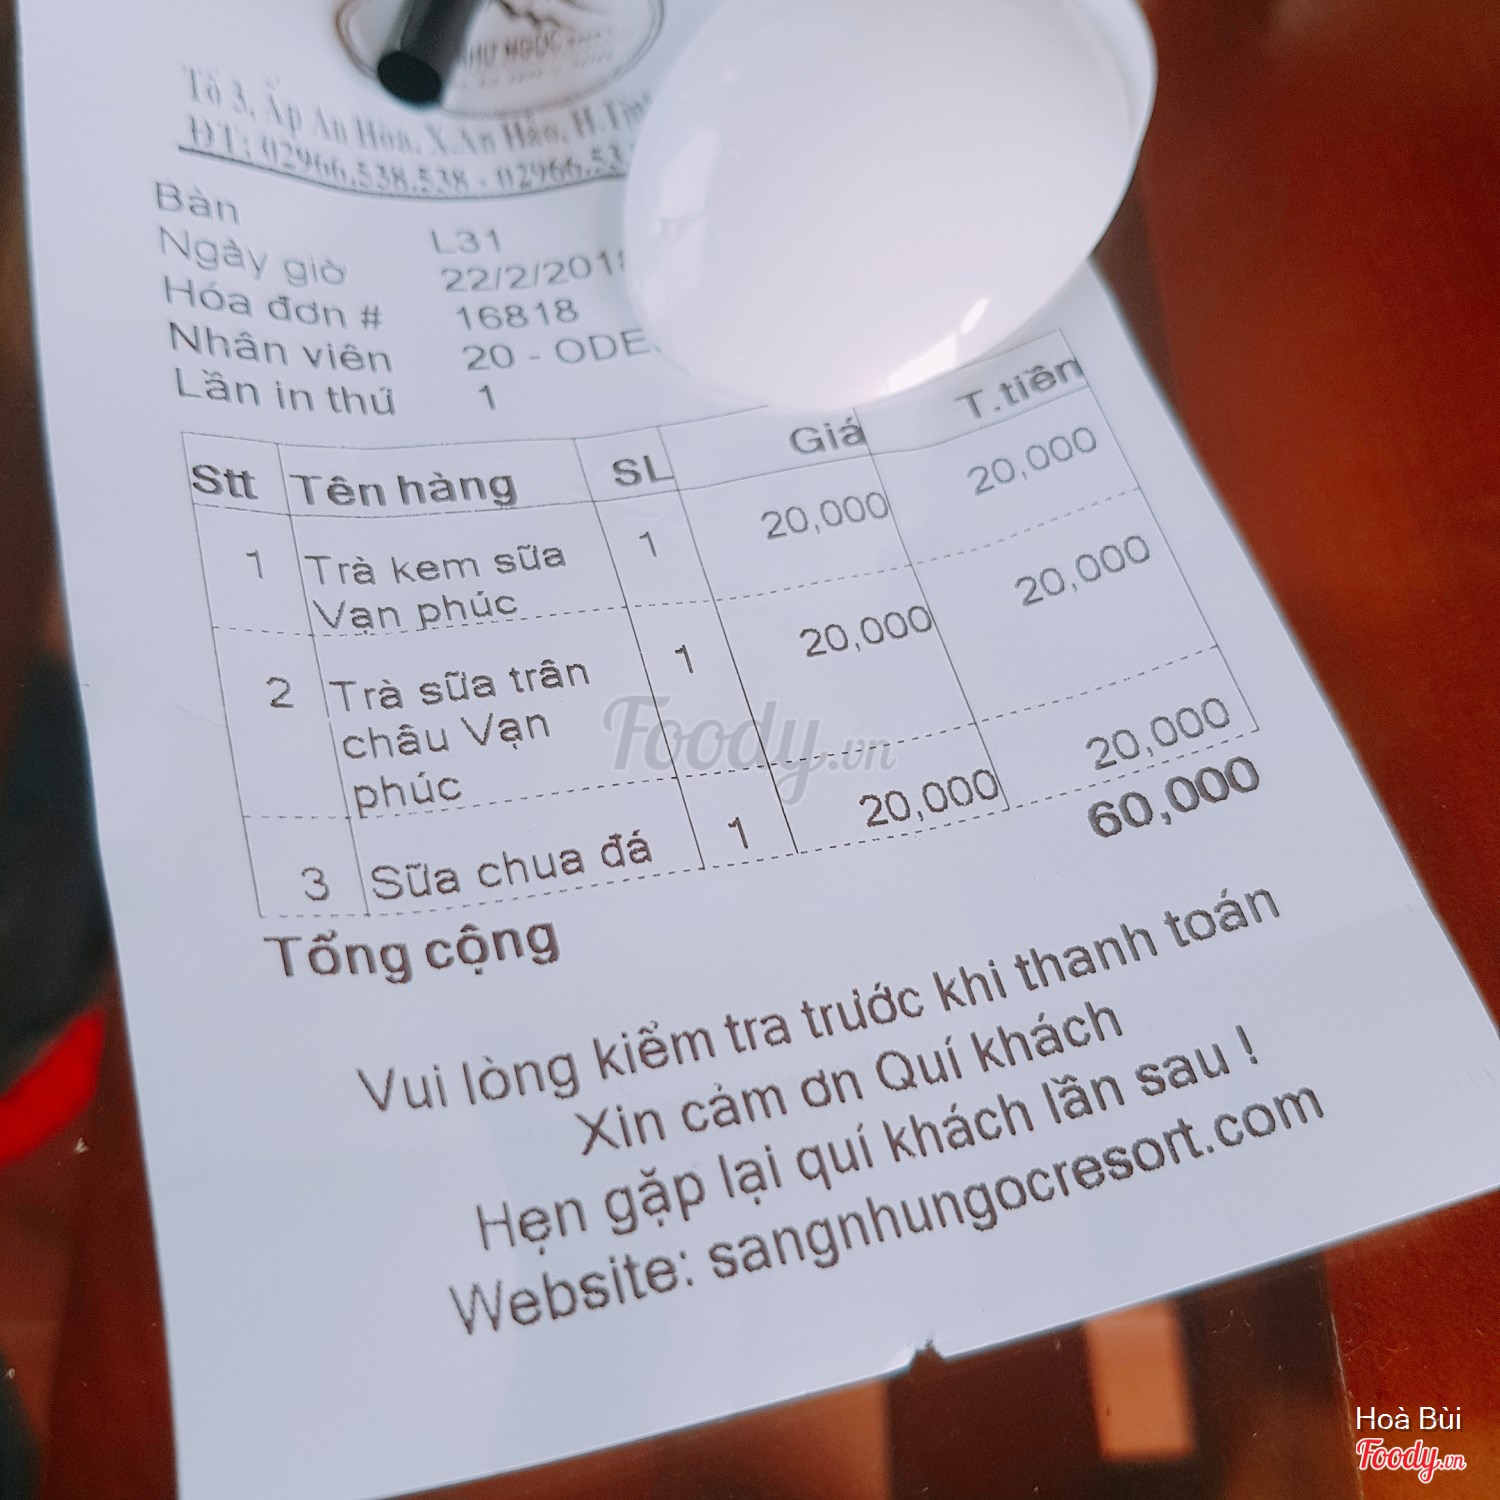 NGỌC
Tổ 3, Ấp An Hòa, X.An Hảo, H.Tịnh
ĐT: 02966.538.538 - 02966.53
Bàn L31
Ngày giờ 22/2/2018
Hóa đơn # 16818
Nhân viên 20 - ODE
Lần in thứ 1
Stt Tên hàng SL Giá T.tiền
1 Trà kem sữa 1 20,000 20,000
Vạn phúc
2 Trà sữa trân 1 20,000 20,000
châu Vạn
phúc
3 Sữa chua đá 1 20,000 20,000
Tổng cộng 60,000
Vui lòng kiểm tra trước khi thanh toán
Xin cảm ơn Quí khách
Hẹn gặp lại quí khách lần sau !
Website: sangnhungocresort.com
Foody.vn
Hoà Bùi
Foody.vn